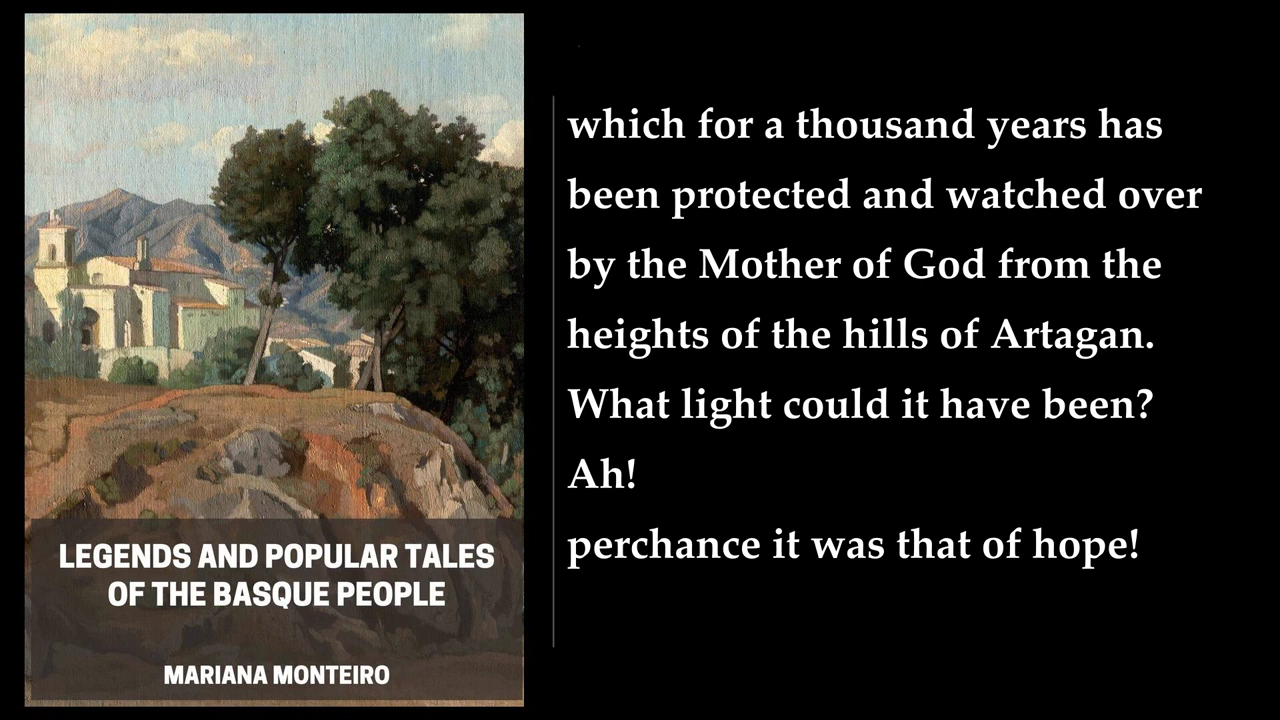 LEGENDS AND POPULAR TALES
OF THE BASQUE PEOPLE
MARIANA MONTEIRO
which for a thousand years has
been protected and watched over
by the Mother of God from the
heights of the hills of Artagan.
What light could it have been?
Ah!
perchance it was that of hope!